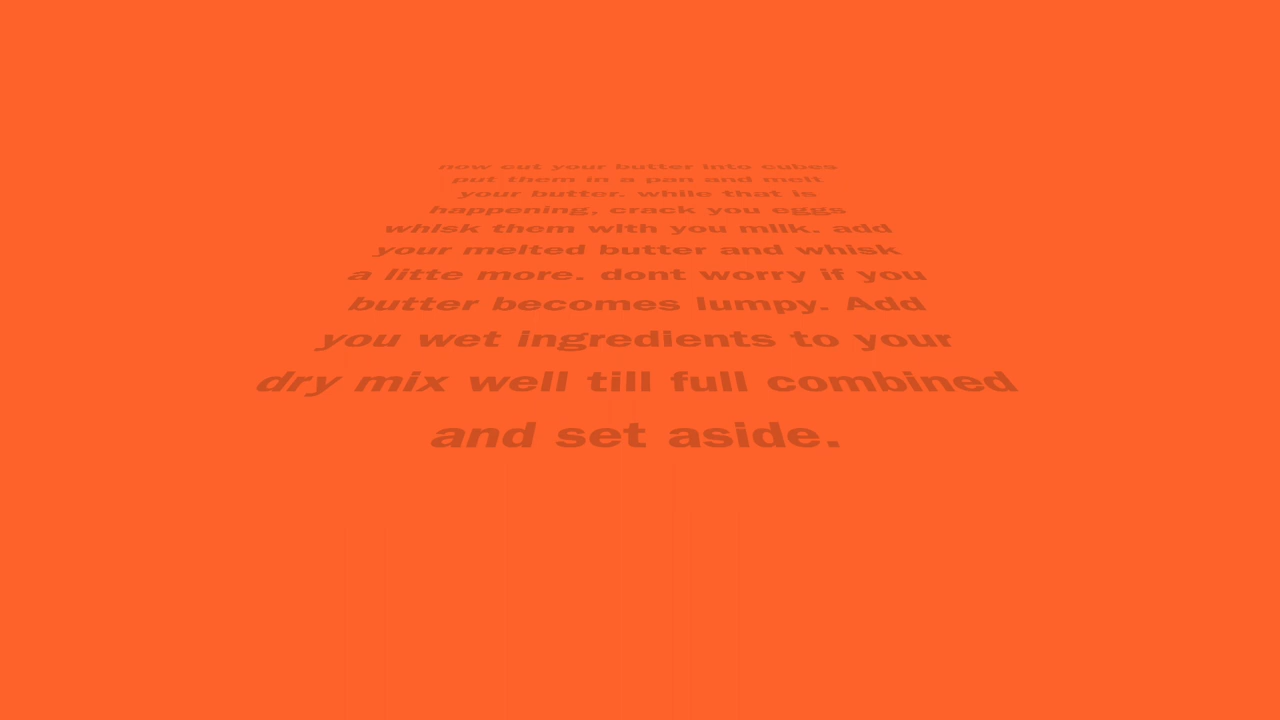 now cut your butter into cubes
put them in a pan and melt
your butter. while that is
happening, crack you eggs
whisk them with you milk. add
your melted butter and whisk
a litte more. dont worry if you
butter becomes lumpy. Add
you wet ingredients to your
dry mix well till full combined
and set aside.